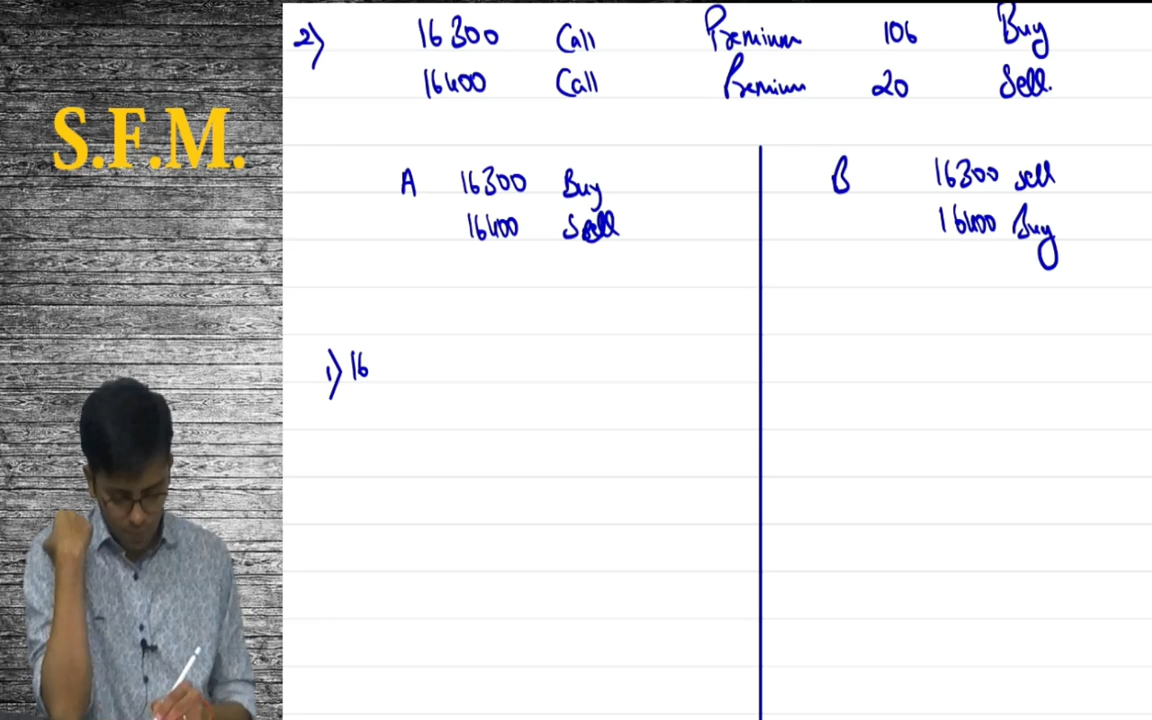 S.F.M.
2) 16300 Call Premium 106 Buy
16400 Call Premium 20 Sell.
A 16300 Buy
16400 Sell
B 16300 sell
16400 Buy
1) 16